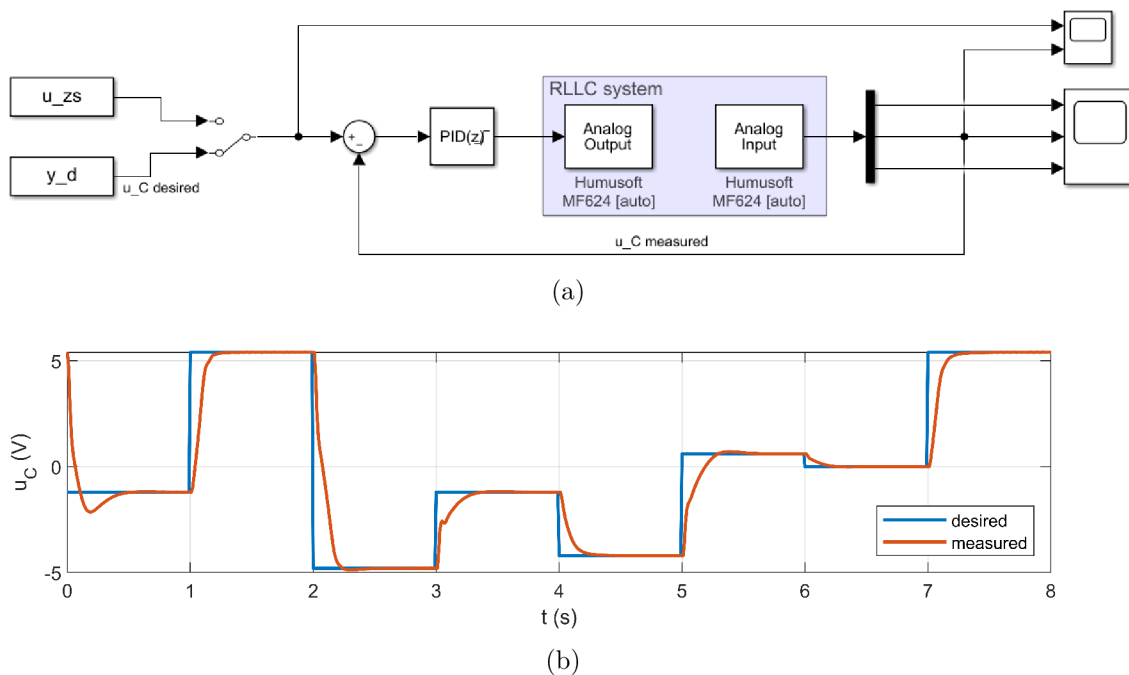 u_zs
y_d
u_C desired
+
−
PID(z)
RLLC system
Analog
Output
Humusoft
MF624 [auto]
Analog
Input
Humusoft
MF624 [auto]
u_C measured
(a)
u_C (V)
5
0
-5
0 1 2 3 4 5 6 7 8
t (s)
desired
measured
(b)